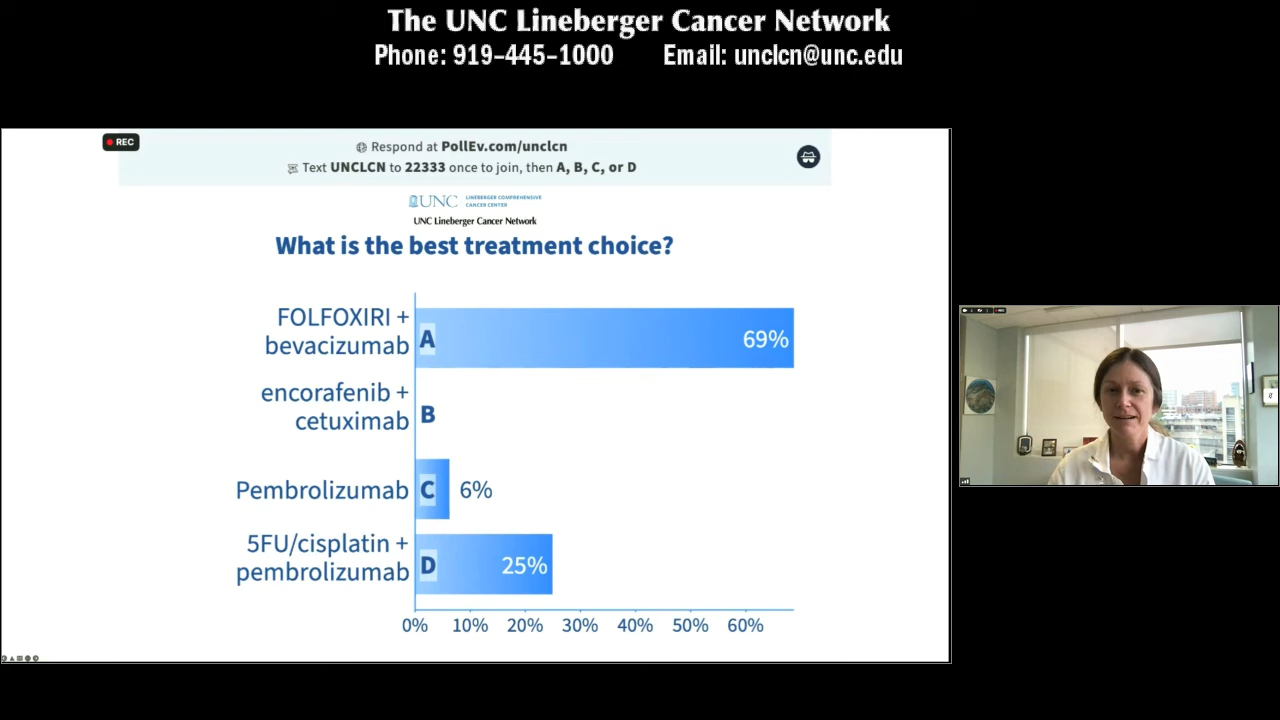 The UNC Lineberger Cancer Network
Phone: 919-445-1000 Email: unclcn@unc.edu
REC
Respond at PollEv.com/unclcn
Text UNCLCN to 22333 once to join, then A, B, C, or D
UNC LINEBERGER COMPREHENSIVE
CANCER CENTER
UNC Lineberger Cancer Network
What is the best treatment choice?
FOLFOXIRI +
bevacizumab
A
69%
encorafenib +
cetuximab
B
Pembrolizumab
C
6%
5FU/cisplatin +
pembrolizumab
D
25%
0% 10% 20% 30% 40% 50% 60%